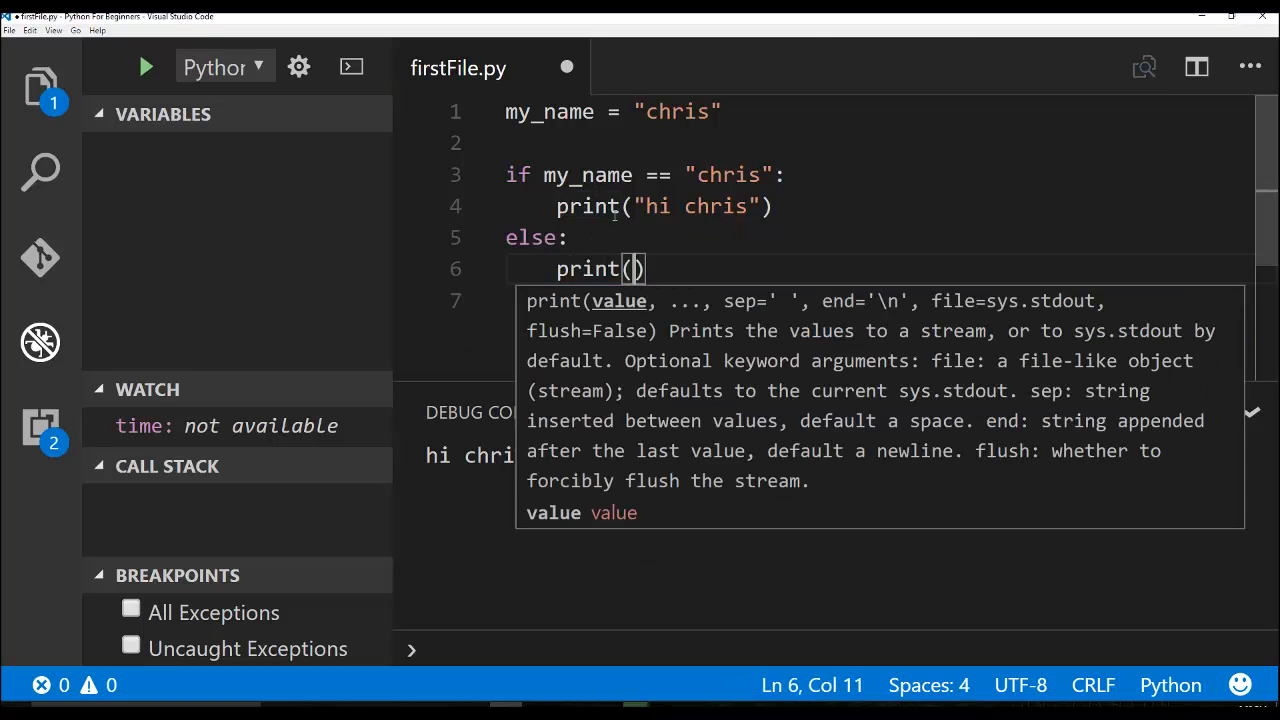 ● firstFile.py - Python For Beginners - Visual Studio Code
File Edit View Go Help
1
Python ▼
firstFile.py ●
VARIABLES
1 my_name = "chris"
2
3 if my_name == "chris":
4 print("hi chris")
5 else:
6 print()
7
print(value, ..., sep=' ', end='\n', file=sys.stdout,
flush=False) Prints the values to a stream, or to sys.stdout by
default. Optional keyword arguments: file: a file-like object
(stream); defaults to the current sys.stdout. sep: string
inserted between values, default a space. end: string appended
after the last value, default a newline. flush: whether to
forcibly flush the stream.
value value
WATCH
time: not available
2
CALL STACK
DEBUG CO
hi chri
BREAKPOINTS
All Exceptions
Uncaught Exceptions
›
0 0
Ln 6, Col 11 Spaces: 4 UTF-8 CRLF Python